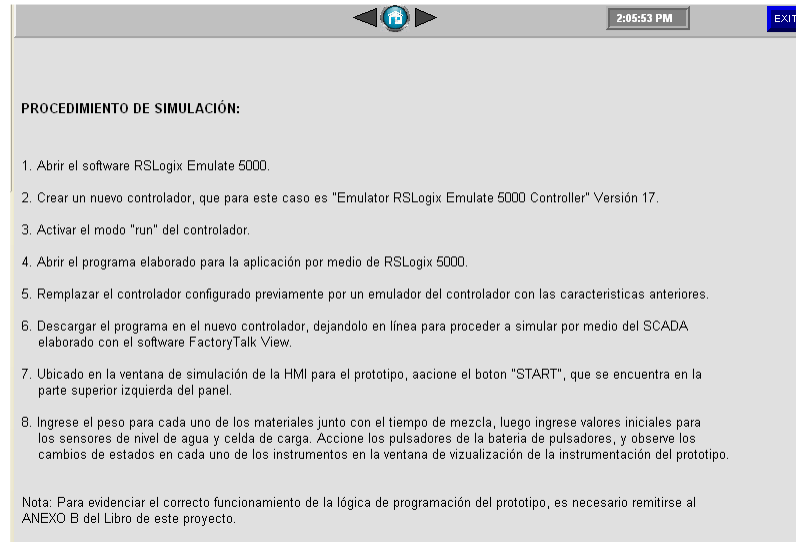 2:05:53 PM
EXIT
PROCEDIMIENTO DE SIMULACIÓN:
1. Abrir el software RSLogix Emulate 5000.
2. Crear un nuevo controlador, que para este caso es "Emulator RSLogix Emulate 5000 Controller" Versión 17.
3. Activar el modo "run" del controlador.
4. Abrir el programa elaborado para la aplicación por medio de RSLogix 5000.
5. Remplazar el controlador configurado previamente por un emulador del controlador con las caracteristicas anteriores.
6. Descargar el programa en el nuevo controlador, dejandolo en línea para proceder a simular por medio del SCADA
elaborado con el software FactoryTalk View.
7. Ubicado en la ventana de simulación de la HMI para el prototipo, aacione el boton "START", que se encuentra en la
parte superior izquierda del panel.
8. Ingrese el peso para cada uno de los materiales junto con el tiempo de mezcla, luego ingrese valores iniciales para
los sensores de nivel de agua y celda de carga. Accione los pulsadores de la bateria de pulsadores, y observe los
cambios de estados en cada uno de los instrumentos en la ventana de vizualización de la instrumentación del prototipo.
Nota: Para evidenciar el correcto funcionamiento de la lógica de programación del prototipo, es necesario remitirse al
ANEXO B del Libro de este proyecto.